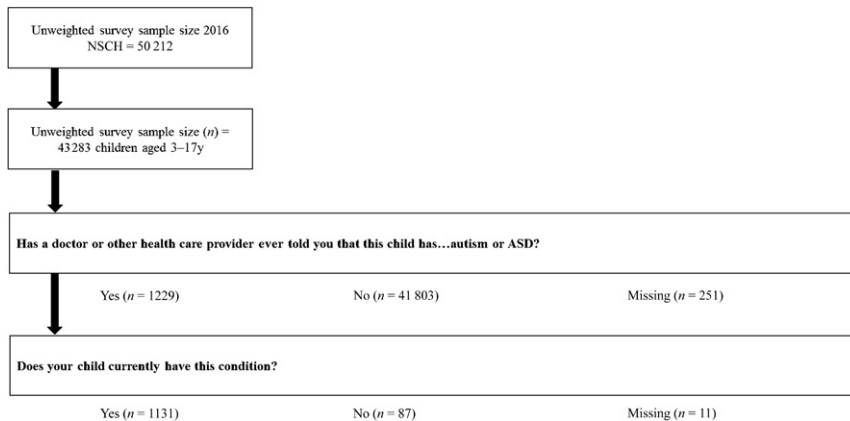 Unweighted survey sample size 2016
NSCH = 50 212
Unweighted survey sample size (n) =
43 283 children aged 3–17y
Has a doctor or other health care provider ever told you that this child has…autism or ASD?
Yes (n = 1229) No (n = 41 803) Missing (n = 251)
Does your child currently have this condition?
Yes (n = 1131) No (n = 87) Missing (n = 11)